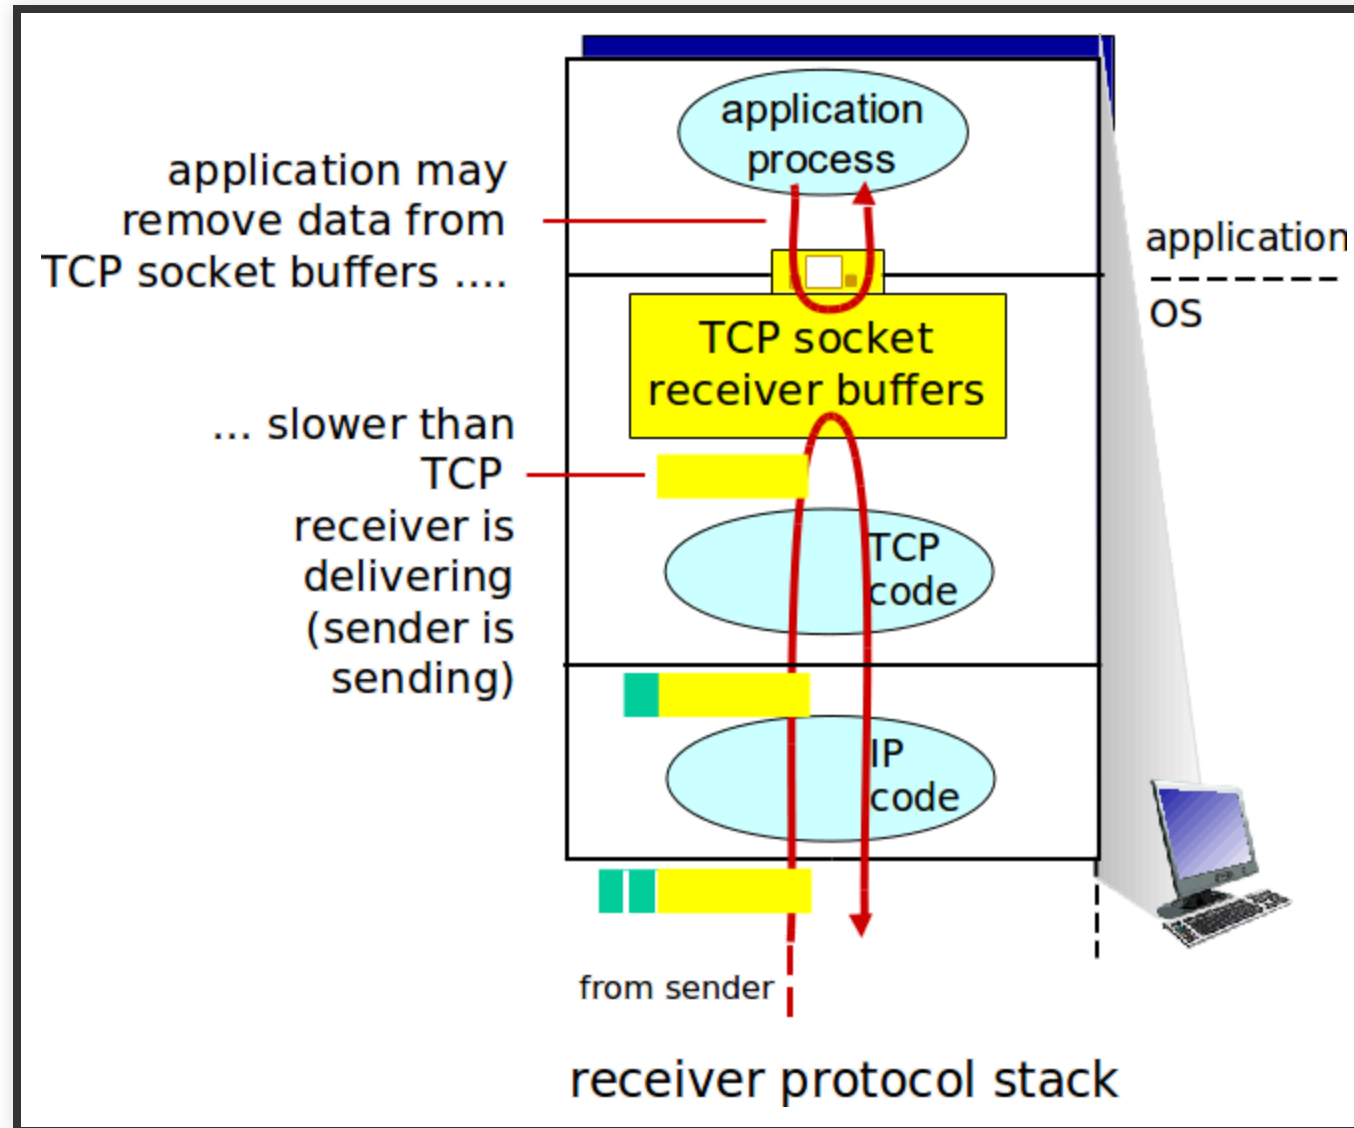 application
process
application may
remove data from
TCP socket buffers ....
application
OS
TCP socket
receiver buffers
... slower than
TCP
receiver is
delivering
(sender is
sending)
TCP
code
IP
code
from sender
receiver protocol stack